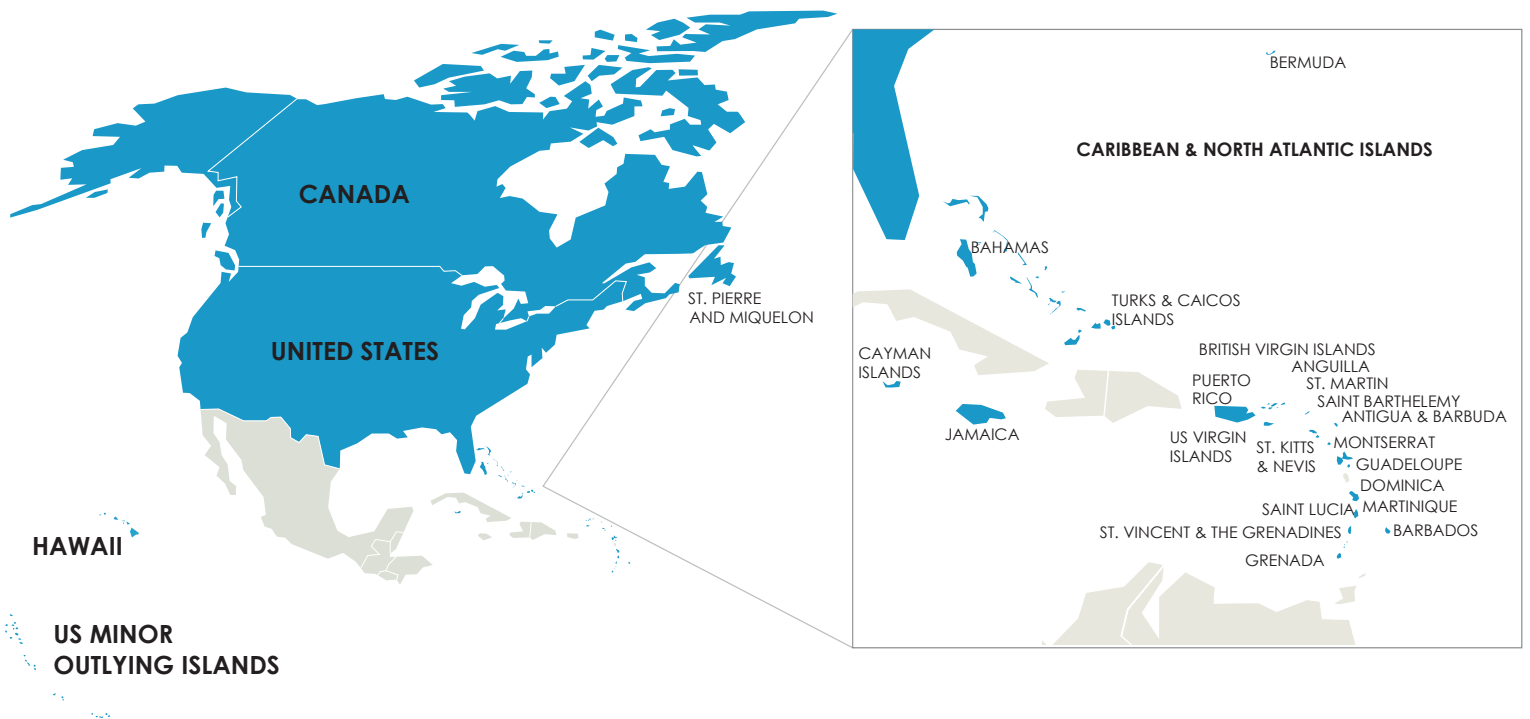 CANADA
UNITED STATES
ST. PIERRE
AND MIQUELON
HAWAII
US MINOR
OUTLYING ISLANDS
BERMUDA
CARIBBEAN & NORTH ATLANTIC ISLANDS
BAHAMAS
TURKS & CAICOS
ISLANDS
CAYMAN
ISLANDS
JAMAICA
BRITISH VIRGIN ISLANDS
ANGUILLA
ST. MARTIN
SAINT BARTHELEMY
ANTIGUA & BARBUDA
PUERTO
RICO
US VIRGIN
ISLANDS
ST. KITTS
& NEVIS
MONTSERRAT
GUADELOUPE
DOMINICA
MARTINIQUE
SAINT LUCIA
ST. VINCENT & THE GRENADINES
BARBADOS
GRENADA